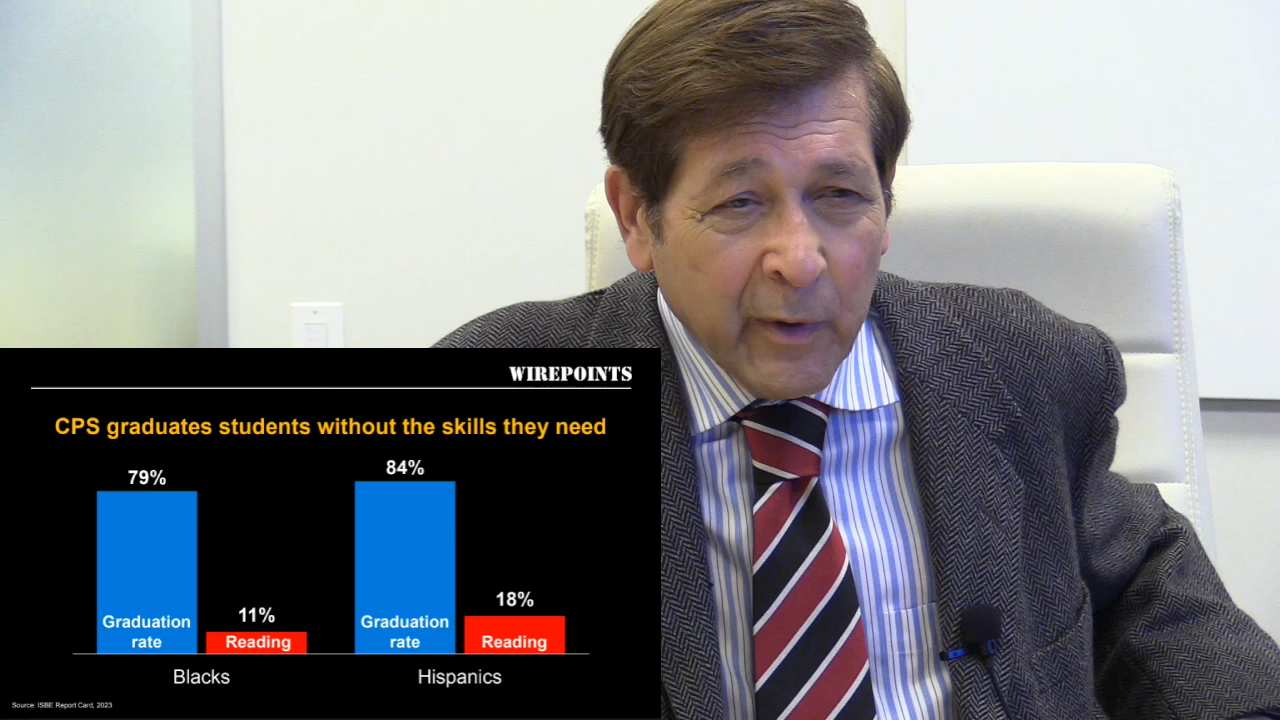 WIREPOINTS
CPS graduates students without the skills they need
79%
84%
11%
18%
Graduation
rate
Reading
Graduation
rate
Reading
Blacks
Hispanics
Source: ISBE Report Card, 2023